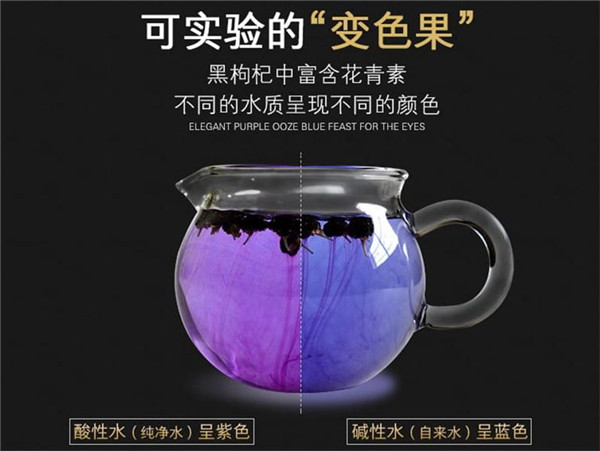 可实验的“变色果”
黑枸杞中富含花青素
不同的水质呈现不同的颜色
ELEGANT PURPLE OOZE BLUE FEAST FOR THE EYES
酸性水（纯净水）呈紫色
碱性水（自来水）呈蓝色